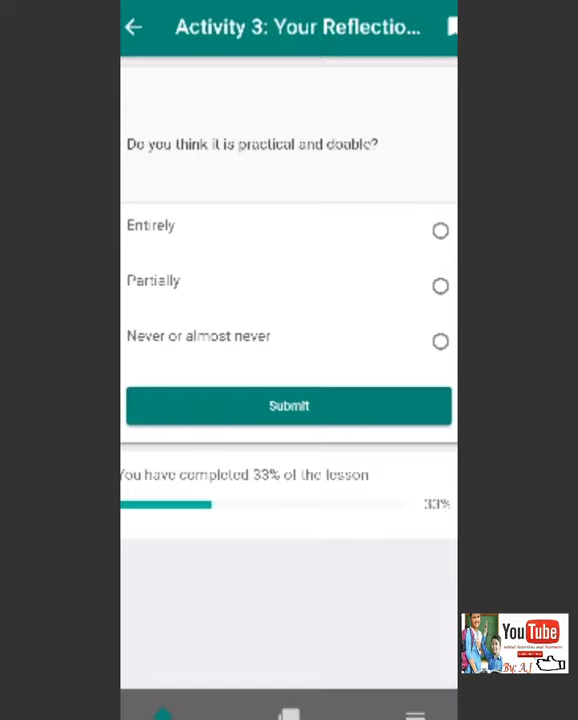 Activity 3: Your Reflectio...
Do you think it is practical and doable?
Entirely
Partially
Never or almost never
Submit
You have completed 33% of the lesson
33%
YouTube
By: A.J